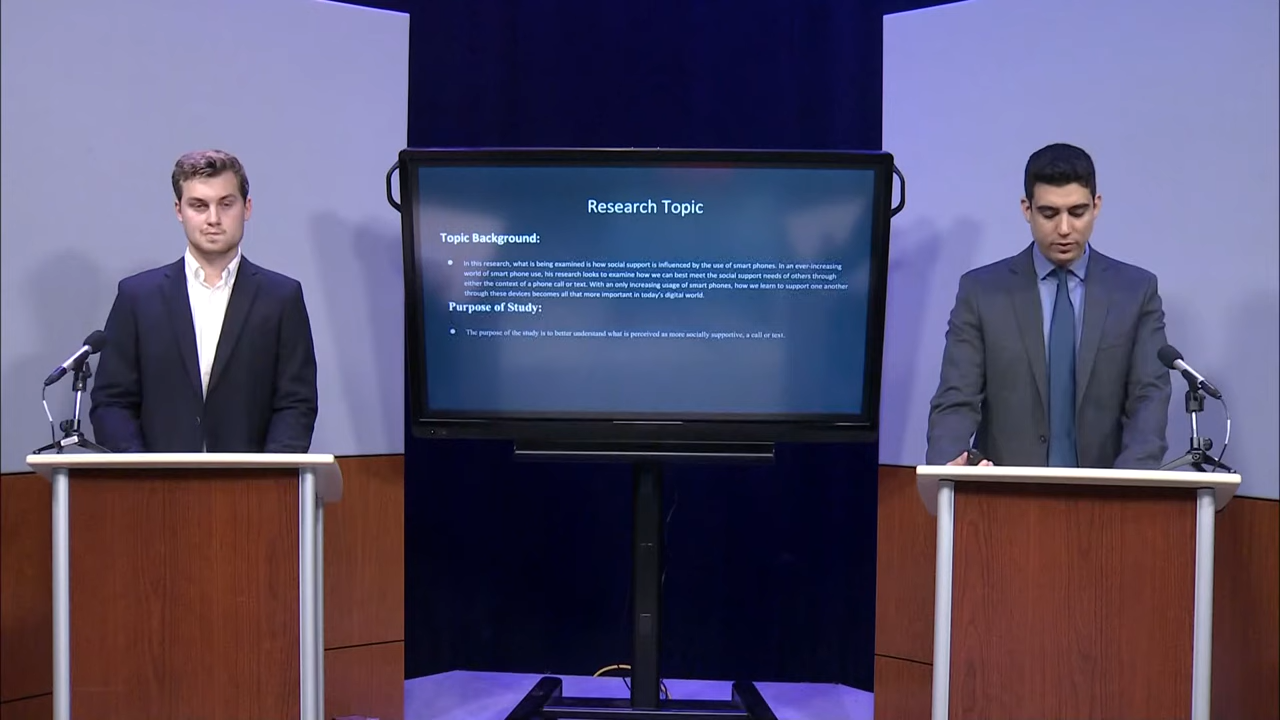 Research Topic
Topic Background:
In this research, what is being examined is how social support is influenced by the use of smart phones. In an ever-increasing
world of smart phone use, his research looks to examine how we can best meet the social support needs of others through
either the context of a phone call or text. With an only increasing usage of smart phones, how we learn to support one another
through these devices becomes all that more important in today's digital world.
Purpose of Study:
The purpose of the study is to better understand what is perceived as more socially supportive, a call or text.